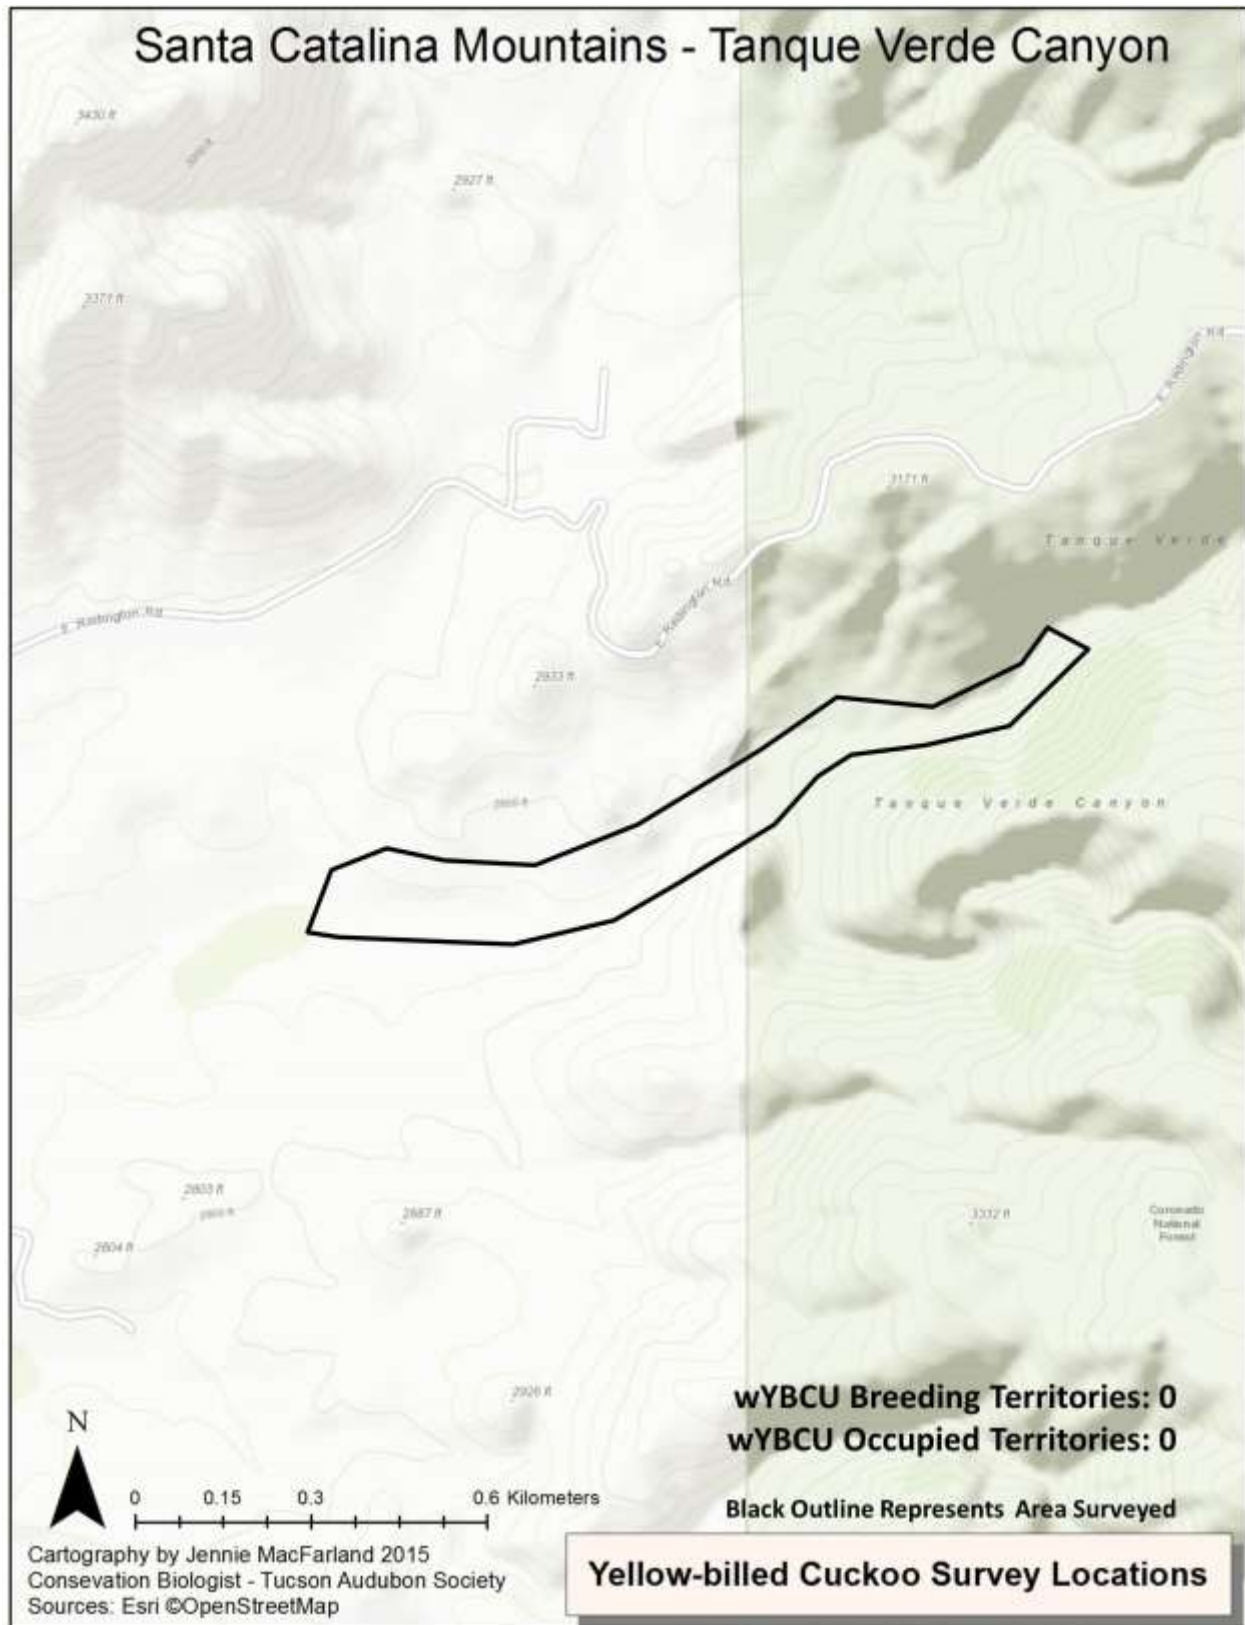 Santa Catalina Mountains - Tanque Verde Canyon
3430 ft
2927 ft
3371 ft
E Redington Rd
3171 ft
Tanque Verde
E Redington Rd
E Redington Rd
2933 ft
Tanque Verde Canyon
2803 ft
2887 ft
3332 ft
Coronado
National
Forest
2804 ft
2926 ft
wYBCU Breeding Territories: 0
wYBCU Occupied Territories: 0
N
0 0.15 0.3 0.6 Kilometers
Black Outline Represents Area Surveyed
Cartography by Jennie MacFarland 2015
Consevation Biologist - Tucson Audubon Society
Sources: Esri ©OpenStreetMap
Yellow-billed Cuckoo Survey Locations